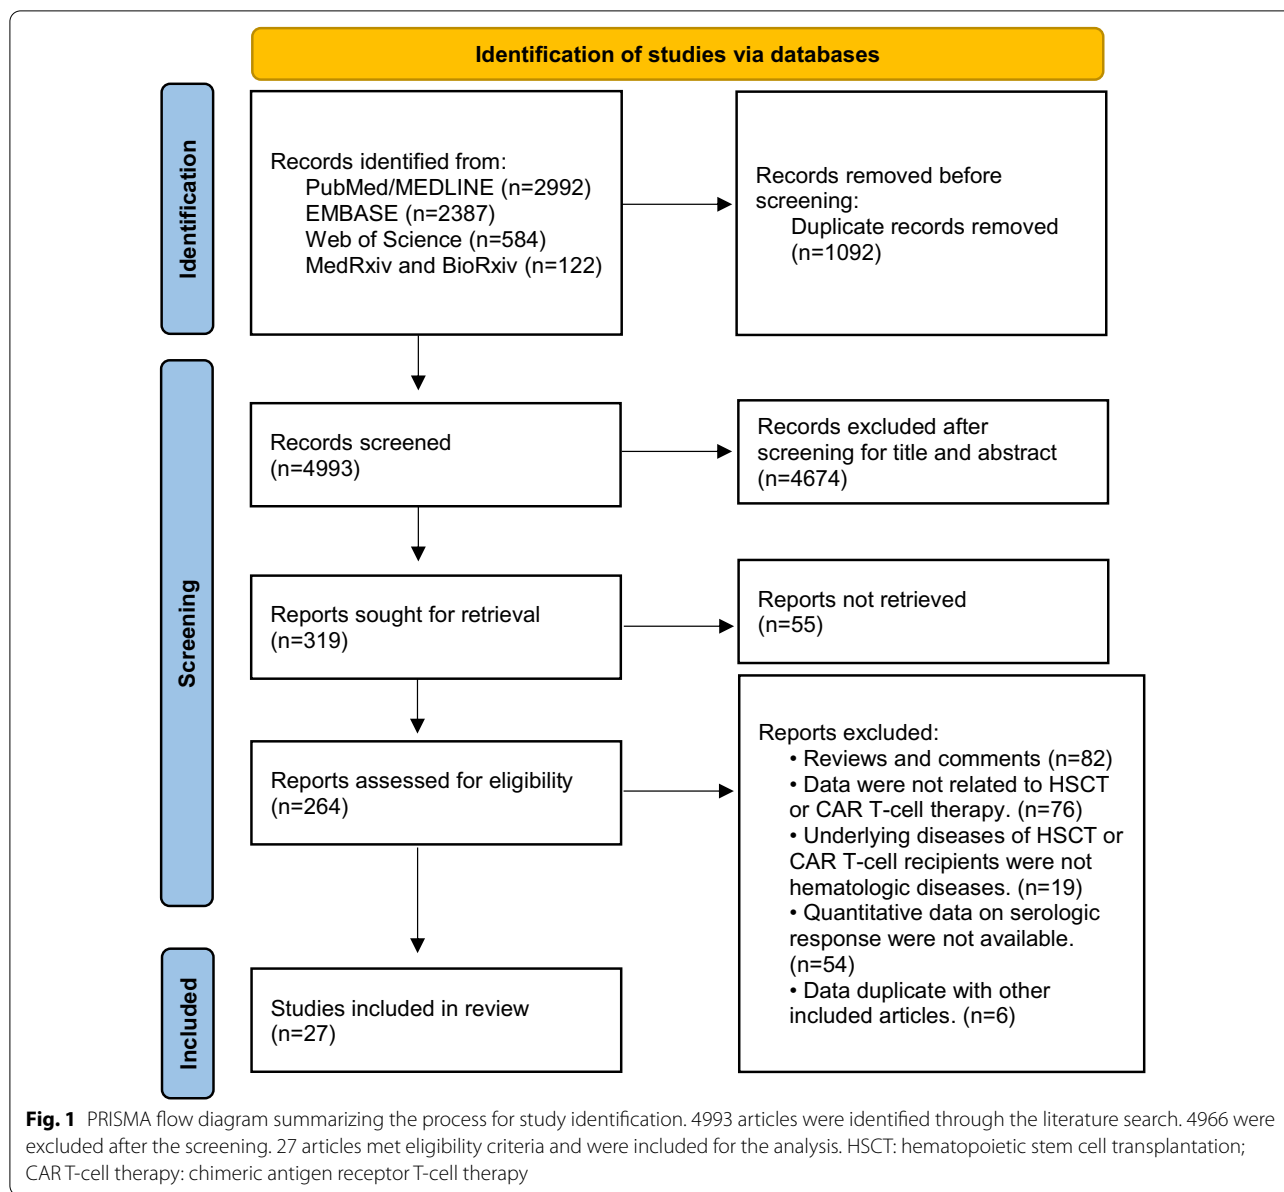 Identification of studies via databases
Identification
Records identified from:
PubMed/MEDLINE (n=2992)
EMBASE (n=2387)
Web of Science (n=584)
MedRxiv and BioRxiv (n=122)
Records removed before
screening:
Duplicate records removed
(n=1092)
Screening
Records screened
(n=4993)
Records excluded after
screening for title and abstract
(n=4674)
Reports sought for retrieval
(n=319)
Reports not retrieved
(n=55)
Reports assessed for eligibility
(n=264)
Reports excluded:
• Reviews and comments (n=82)
• Data were not related to HSCT
or CAR T-cell therapy. (n=76)
• Underlying diseases of HSCT or
CAR T-cell recipients were not
hematologic diseases. (n=19)
• Quantitative data on serologic
response were not available.
(n=54)
• Data duplicate with other
included articles. (n=6)
Included
Studies included in review
(n=27)
Fig. 1 PRISMA flow diagram summarizing the process for study identification. 4993 articles were identified through the literature search. 4966 were
excluded after the screening. 27 articles met eligibility criteria and were included for the analysis. HSCT: hematopoietic stem cell transplantation;
CAR T-cell therapy: chimeric antigen receptor T-cell therapy